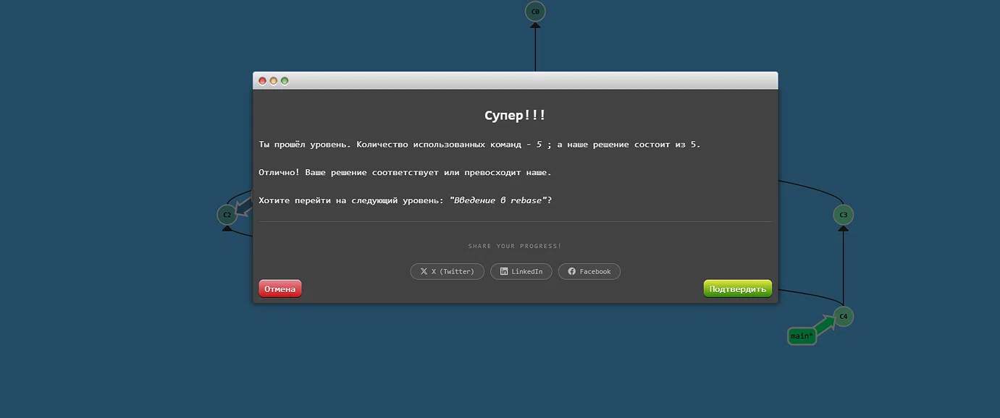 C0
Супер!!!
Ты прошёл уровень. Количество использованных команд - 5 ; а наше решение состоит из 5.
Отлично! Ваше решение соответствует или превосходит наше.
Хотите перейти на следующий уровень: "Введение в rebase"?
C2
C3
SHARE YOUR PROGRESS!
X (Twitter)
LinkedIn
Facebook
Отмена
Подтвердить
C4
main*